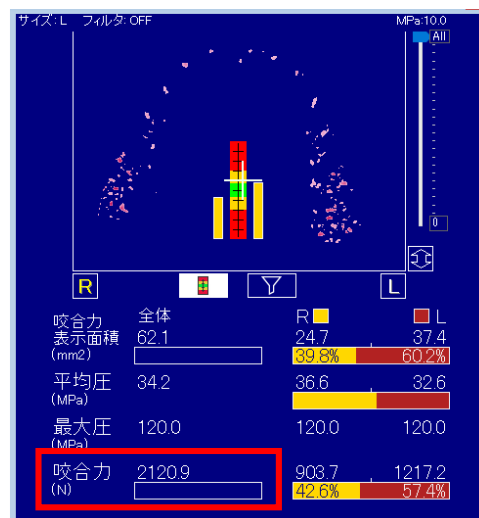 サイズ: L フィルタ: OFF MPa:10.0
All
0
R L
咬合力 全体 R L
表示面積 62.1 24.7 37.4
(mm2) 39.8% 60.2%
平均圧 34.2 36.6 32.6
(MPa)
最大圧 120.0 120.0 120.0
(MPa)
咬合力 2120.9 903.7 1217.2
(N) 42.6% 57.4%